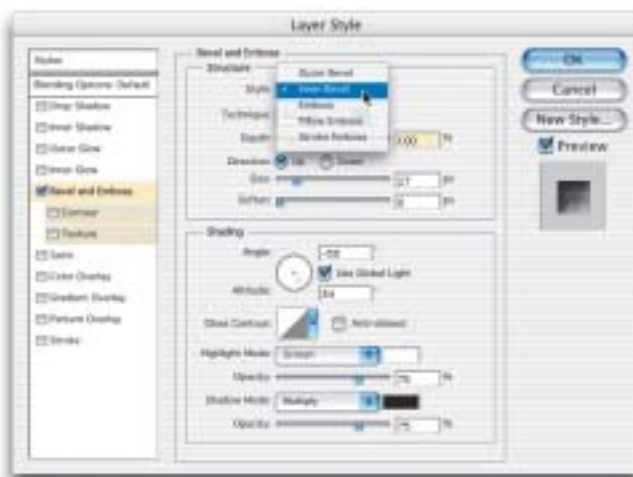 Layer Style
Styles
Blending Options: Default
Drop Shadow
Inner Shadow
Outer Glow
Inner Glow
Bevel and Emboss
Contour
Texture
Satin
Color Overlay
Gradient Overlay
Pattern Overlay
Stroke
Bevel and Emboss
Structure
Style:
Outer Bevel
Inner Bevel
Emboss
Pillow Emboss
Stroke Emboss
Technique:
Depth: 100 %
Direction: Up Down
Size: px
Soften: px
Shading
Angle:
Use Global Light
Altitude:
Gloss Contour: Anti-aliased
Highlight Mode: Screen
Opacity: 75 %
Shadow Mode: Multiply
Opacity: 75 %
OK
Cancel
New Style...
Preview